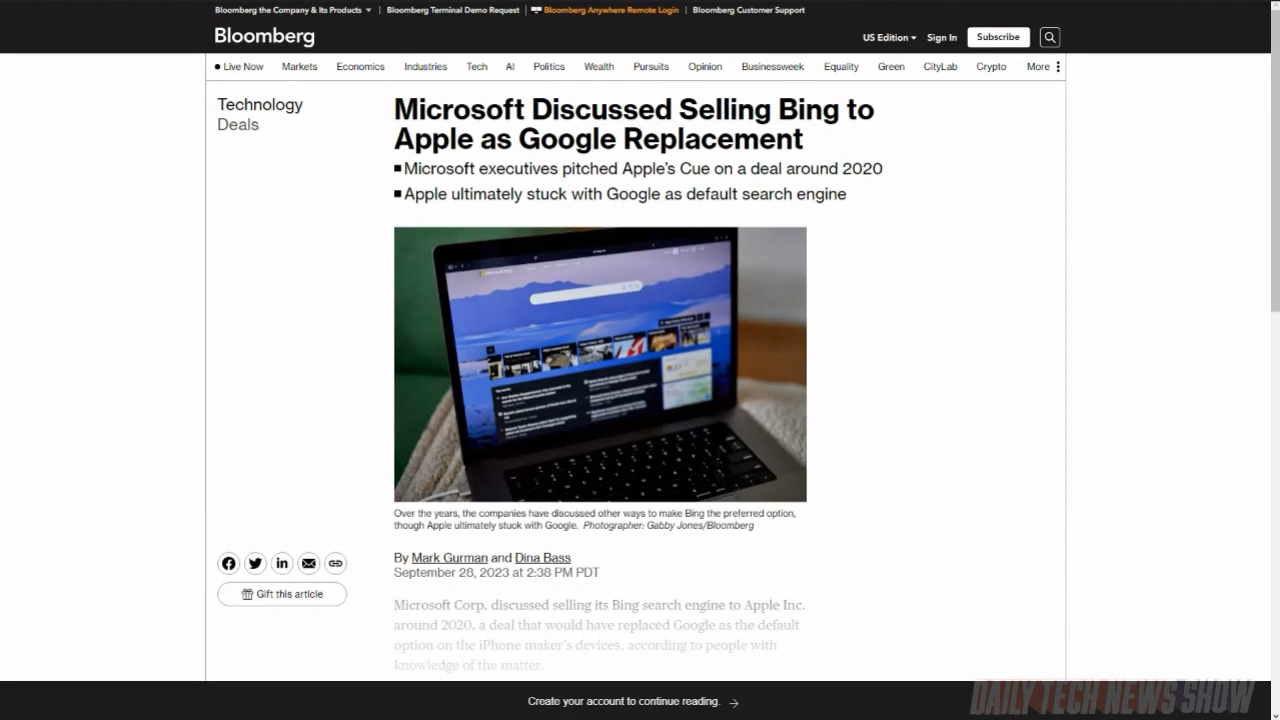 Bloomberg the Company & Its Products
Bloomberg Terminal Demo Request
Bloomberg Anywhere Remote Login
Bloomberg Customer Support
Bloomberg
US Edition
Sign In
Subscribe
Live Now
Markets
Economics
Industries
Tech
AI
Politics
Wealth
Pursuits
Opinion
Businessweek
Equality
Green
CityLab
Crypto
More
Technology
Deals
Microsoft Discussed Selling Bing to
Apple as Google Replacement
Microsoft executives pitched Apple's Cue on a deal around 2020
Apple ultimately stuck with Google as default search engine
Over the years, the companies have discussed other ways to make Bing the preferred option,
though Apple ultimately stuck with Google. Photographer: Gabby Jones/Bloomberg
By Mark Gurman and Dina Bass
September 28, 2023 at 2:38 PM PDT
Gift this article
Microsoft Corp. discussed selling its Bing search engine to Apple Inc.
around 2020, a deal that would have replaced Google as the default
option on the iPhone maker's devices, according to people with
knowledge of the matter.
Create your account to continue reading.
DAILY TECH NEWS SHOW